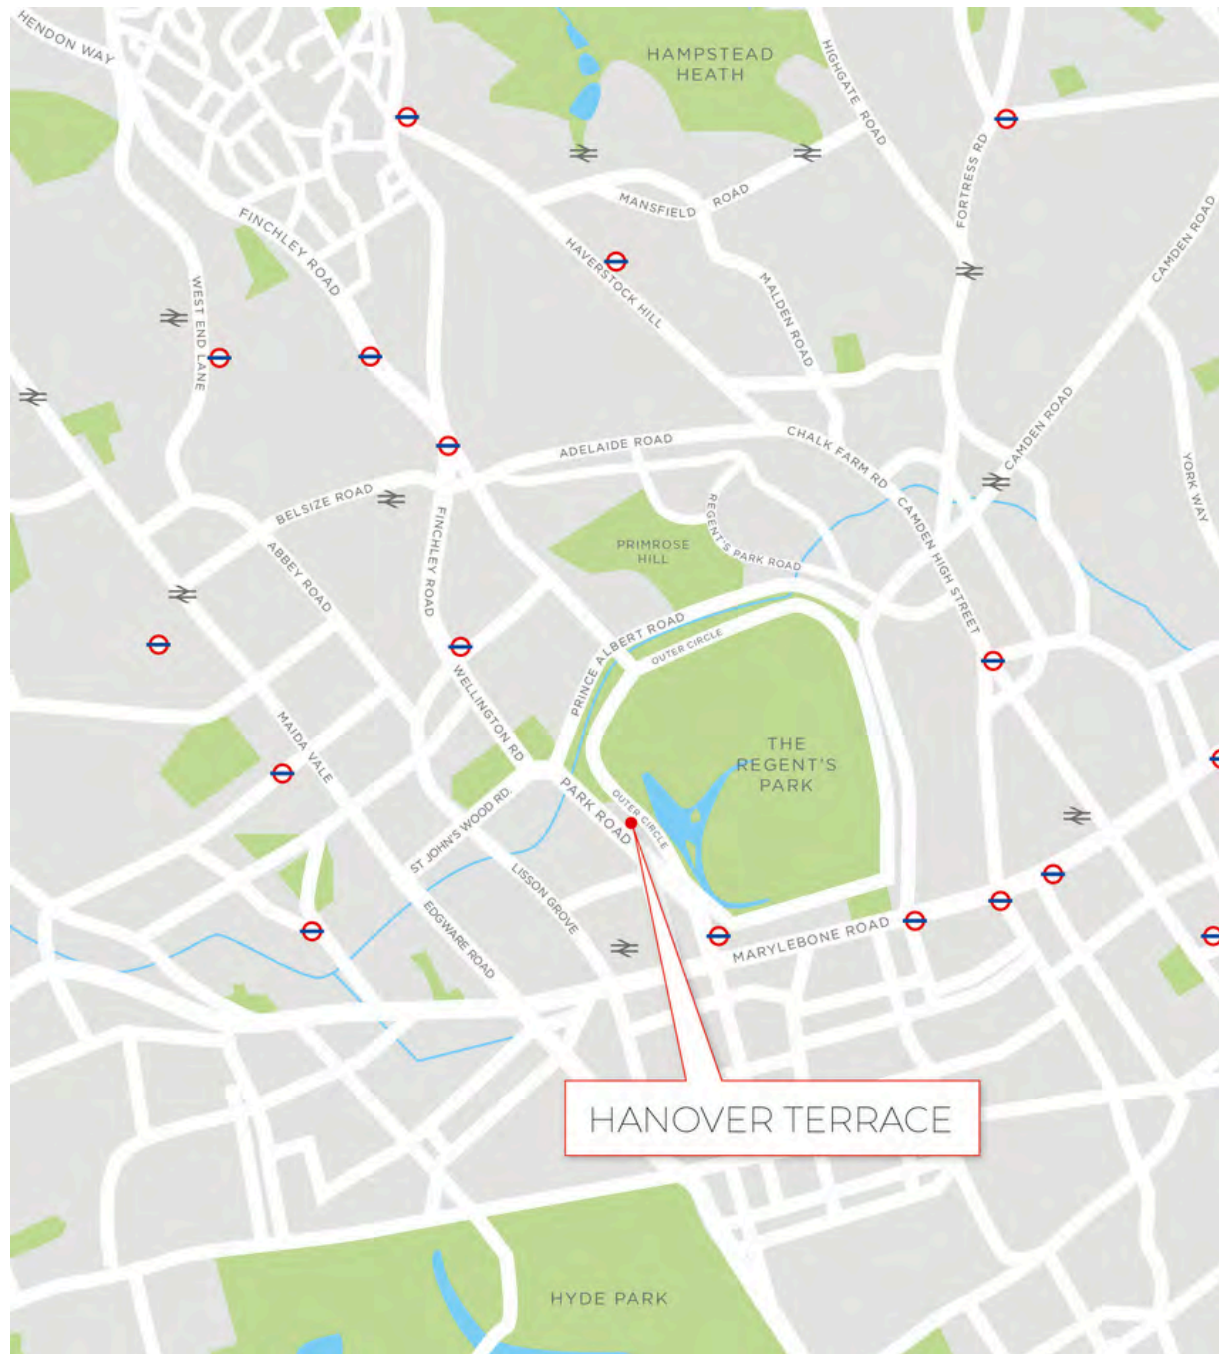 HENDON WAY
HAMPSTEAD
HEATH
HIGHGATE ROAD
FORTRESS RD
MANSFIELD ROAD
CAMDEN ROAD
FINCHLEY ROAD
HAVERSTOCK HILL
WEST END LANE
MALDEN ROAD
CAMDEN ROAD
ADELAIDE ROAD
CHALK FARM RD
YORK WAY
BELSIZE ROAD
REGENT'S PARK ROAD
CAMDEN HIGH STREET
FINCHLEY ROAD
ABBEY ROAD
PRIMROSE
HILL
PRINCE ALBERT ROAD
OUTER CIRCLE
WELLINGTON RD
MAIDA VALE
THE
REGENT'S
PARK
PARK ROAD
OUTER CIRCLE
ST JOHN'S WOOD RD.
LISSON GROVE
EDGWARE ROAD
MARYLEBONE ROAD
HANOVER TERRACE
HYDE PARK